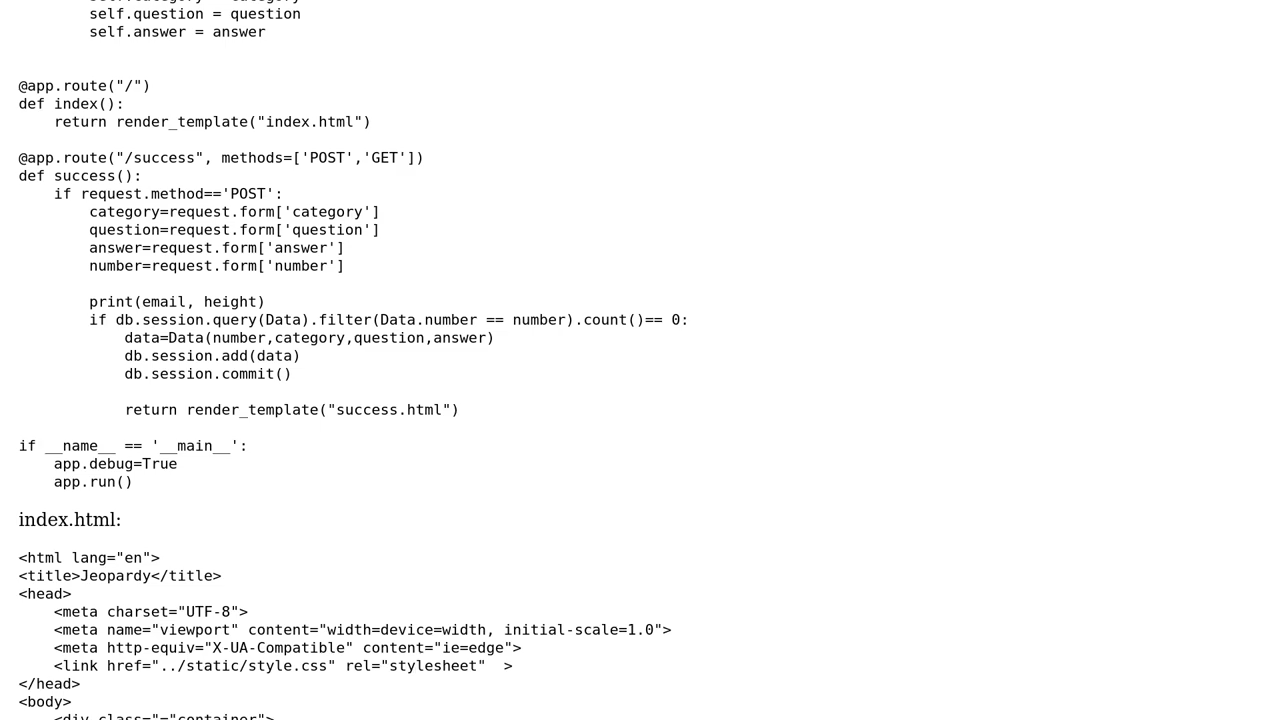 self.question = question
self.answer = answer
@app.route("/")
def index():
return render_template("index.html")
@app.route("/success", methods=['POST','GET'])
def success():
if request.method=='POST':
category=request.form['category']
question=request.form['question']
answer=request.form['answer']
number=request.form['number']
print(email, height)
if db.session.query(Data).filter(Data.number == number).count()== 0:
data=Data(number,category,question,answer)
db.session.add(data)
db.session.commit()
return render_template("success.html")
if __name__ == '__main__':
app.debug=True
app.run()
index.html:
<html lang="en">
<title>Jeopardy</title>
<head>
<meta charset="UTF-8">
<meta name="viewport" content="width=device=width, initial-scale=1.0">
<meta http-equiv="X-UA-Compatible" content="ie=edge">
<link href="../static/style.css" rel="stylesheet"  >
</head>
<body>
<div class="="container">